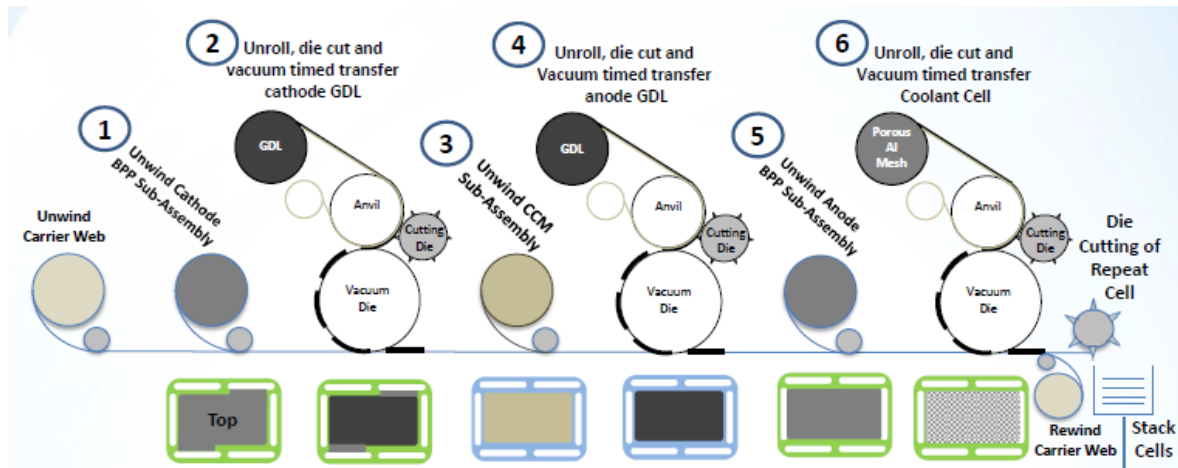 2
Unroll, die cut and
vacuum timed transfer
cathode GDL
4
Unroll, die cut and
Vacuum timed transfer
anode GDL
6
Unroll, die cut and
Vacuum timed transfer
Coolant Cell
1
Unwind Cathode
BPP Sub-Assembly
GDL
Anvil
Cutting
Die
Vacuum
Die
3
Unwind CCM
Sub-Assembly
GDL
Anvil
Cutting
Die
Vacuum
Die
5
Unwind Anode
BPP Sub-Assembly
Porous
Al
Mesh
Anvil
Cutting
Die
Vacuum
Die
Unwind
Carrier Web
Die
Cutting of
Repeat
Cell
Top
Rewind
Carrier Web
Stack
Cells